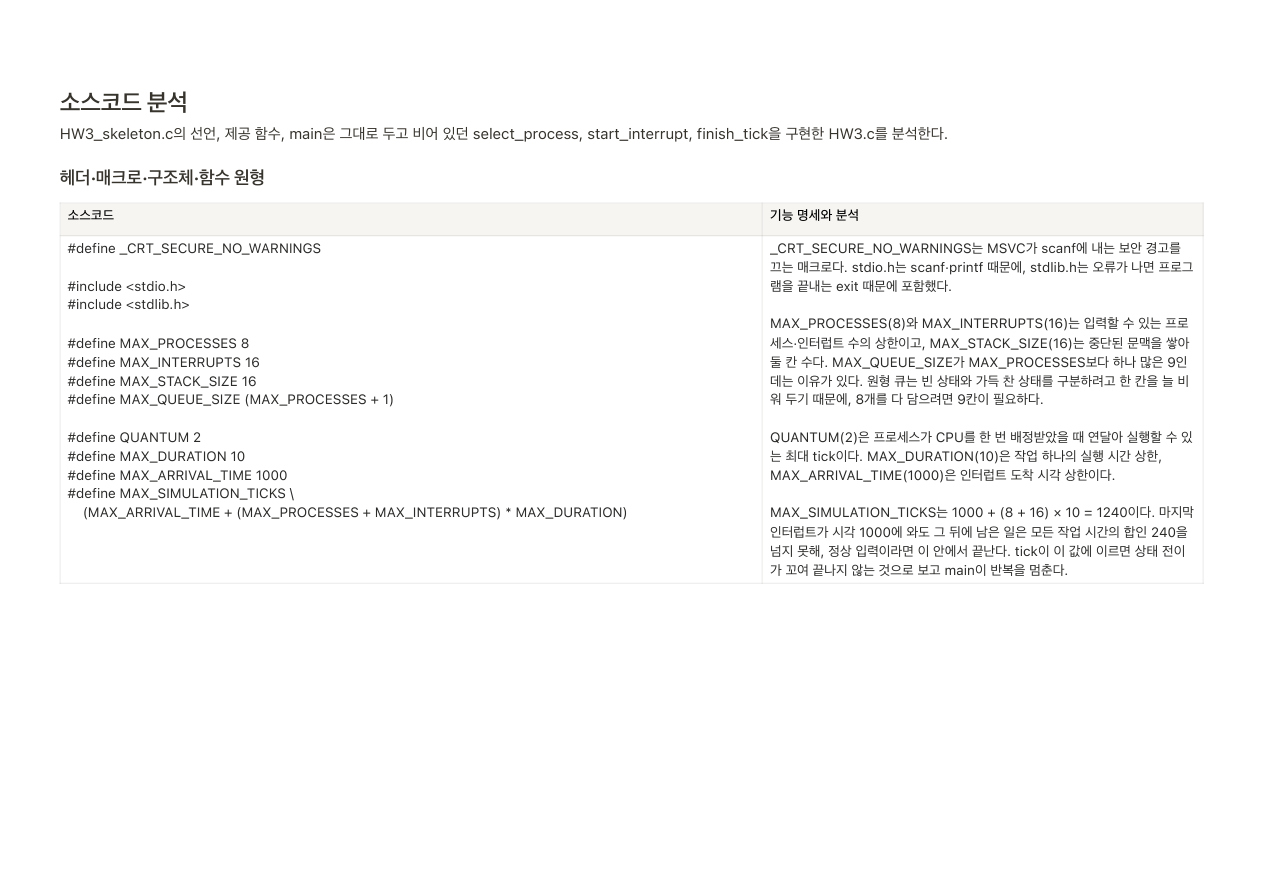 소스코드 분석
HW3_skeleton.c의 선언, 제공 함수, main은 그대로 두고 비어 있던 select_process, start_interrupt, finish_tick을 구현한 HW3.c를 분석한다.
헤더·매크로·구조체·함수 원형
소스코드
#define _CRT_SECURE_NO_WARNINGS
#include <stdio.h>
#include <stdlib.h>
#define MAX_PROCESSES 8
#define MAX_INTERRUPTS 16
#define MAX_STACK_SIZE 16
#define MAX_QUEUE_SIZE (MAX_PROCESSES + 1)
#define QUANTUM 2
#define MAX_DURATION 10
#define MAX_ARRIVAL_TIME 1000
#define MAX_SIMULATION_TICKS \
(MAX_ARRIVAL_TIME + (MAX_PROCESSES + MAX_INTERRUPTS) * MAX_DURATION)
기능 명세와 분석
_CRT_SECURE_NO_WARNINGS는 MSVC가 scanf에 내는 보안 경고를
끄는 매크로다. stdio.h는 scanf·printf 때문에, stdlib.h는 오류가 나면 프로그
램을 끝내는 exit 때문에 포함했다.
MAX_PROCESSES(8)와 MAX_INTERRUPTS(16)는 입력할 수 있는 프로
세스·인터럽트 수의 상한이고, MAX_STACK_SIZE(16)는 중단된 문맥을 쌓아
둘 칸 수다. MAX_QUEUE_SIZE가 MAX_PROCESSES보다 하나 많은 9인
데는 이유가 있다. 원형 큐는 빈 상태와 가득 찬 상태를 구분하려고 한 칸을 늘 비
워 두기 때문에, 8개를 다 담으려면 9칸이 필요하다.
QUANTUM(2)은 프로세스가 CPU를 한 번 배정받았을 때 연달아 실행할 수 있
는 최대 tick이다. MAX_DURATION(10)은 작업 하나의 실행 시간 상한,
MAX_ARRIVAL_TIME(1000)은 인터럽트 도착 시각 상한이다.
MAX_SIMULATION_TICKS는 1000 + (8 + 16) × 10 = 1240이다. 마지막
인터럽트가 시각 1000에 와도 그 뒤에 남은 일은 모든 작업 시간의 합인 240을
넘지 못해, 정상 입력이라면 이 안에서 끝난다. tick이 이 값에 이르면 상태 전이
가 꼬여 끝나지 않는 것으로 보고 main이 반복을 멈춘다.